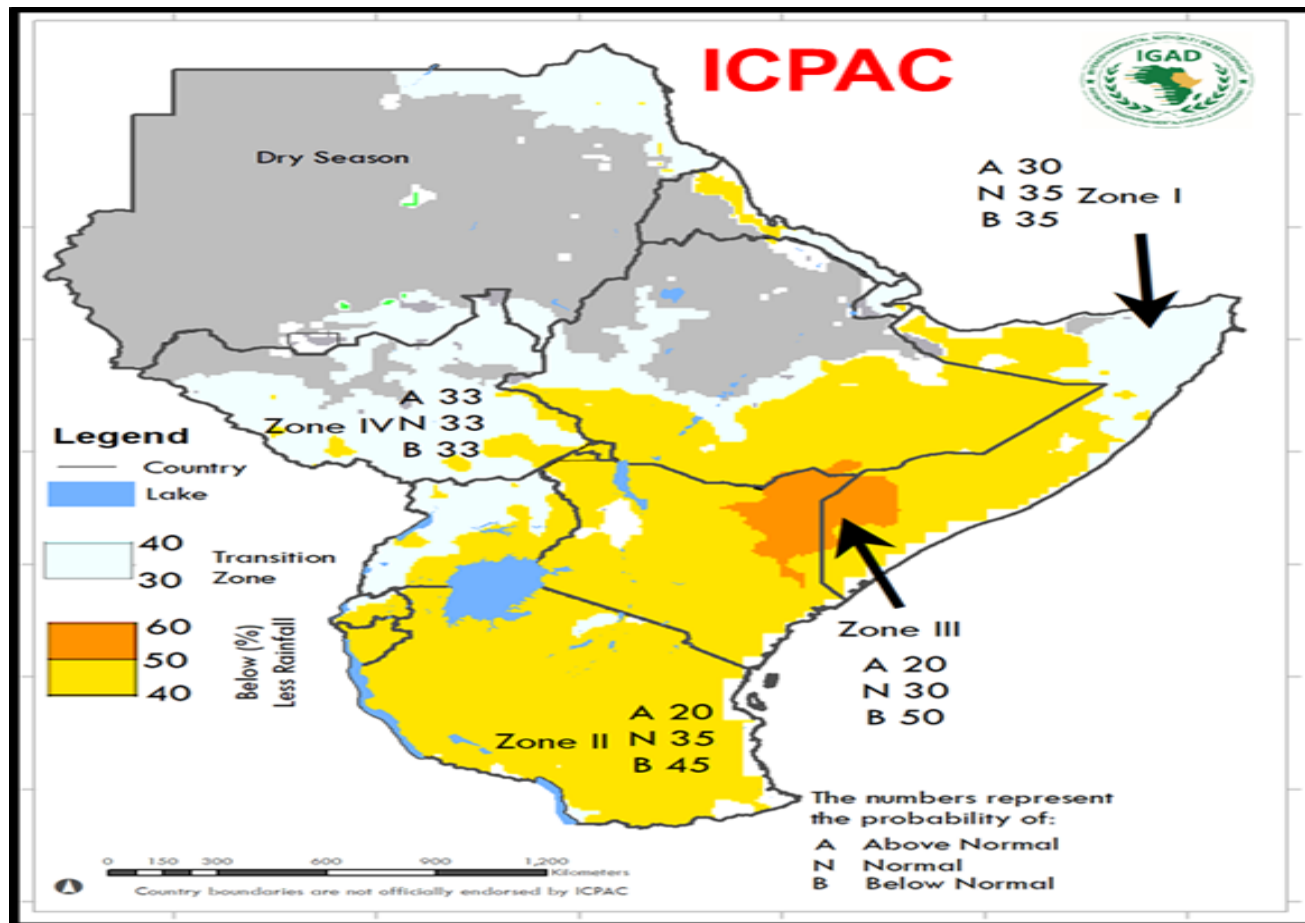 ICPAC
IGAD
A 30
N 35 Zone I
B 35
Dry Season
A 33
Zone IV N 33
B 33
Legend
Country
Lake
40
30
Transition
Zone
60
50
40
Below (%)
Less Rainfall
Zone III
A 20
N 30
B 50
A 20
Zone II N 35
B 45
The numbers represent
the probability of:
A Above Normal
N Normal
B Below Normal
0 150 300 600 900 1,200
Kilometers
Country boundaries are not officially endorsed by ICPAC